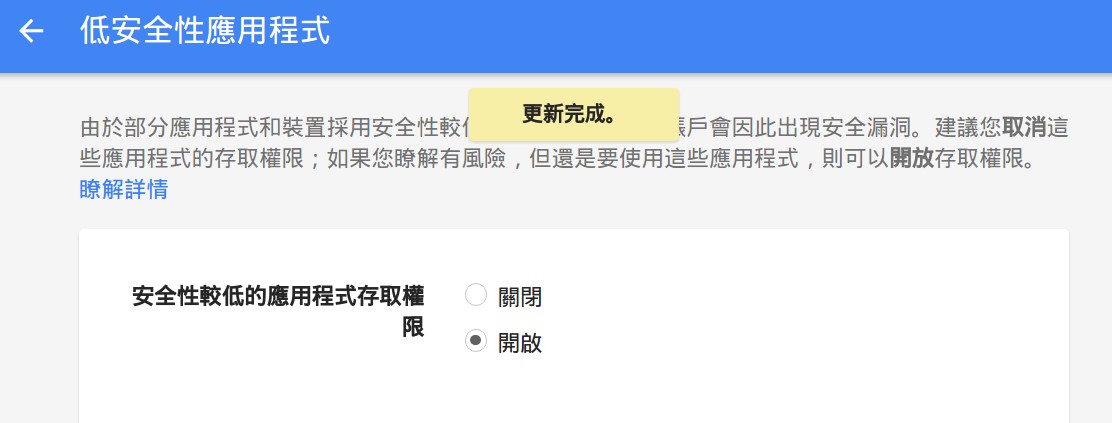 低安全性應用程式
更新完成。
由於部分應用程式和裝置採用安全性較 帳戶會因此出現安全漏洞。建議您取消這
些應用程式的存取權限；如果您瞭解有風險，但還是要使用這些應用程式，則可以開放存取權限。
瞭解詳情
安全性較低的應用程式存取權
限
關閉
開啟